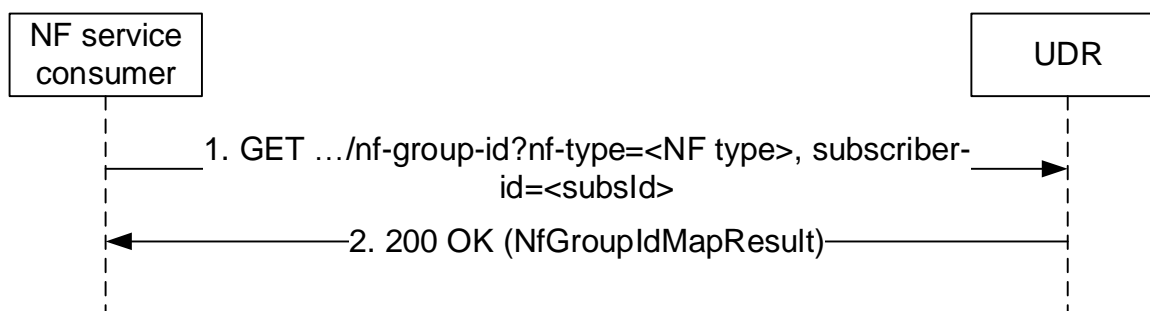 NF service
consumer
UDR
1. GET …/nf-group-id?nf-type=<NF type>, subscriber-
id=<subsId>
2. 200 OK (NfGroupIdMapResult)